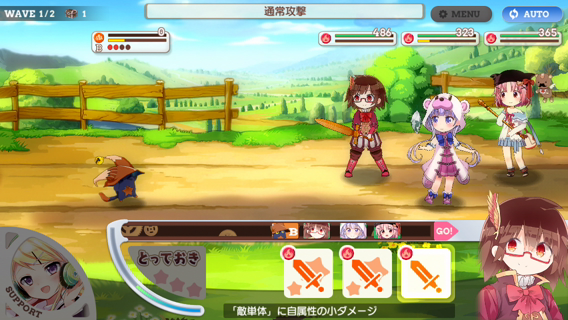 WAVE 1/2 1
通常攻撃
MENU
AUTO
0
B
486
323
365
B
GO!
とっておき
SUPPORT
「敵単体」に自属性の小ダメージ